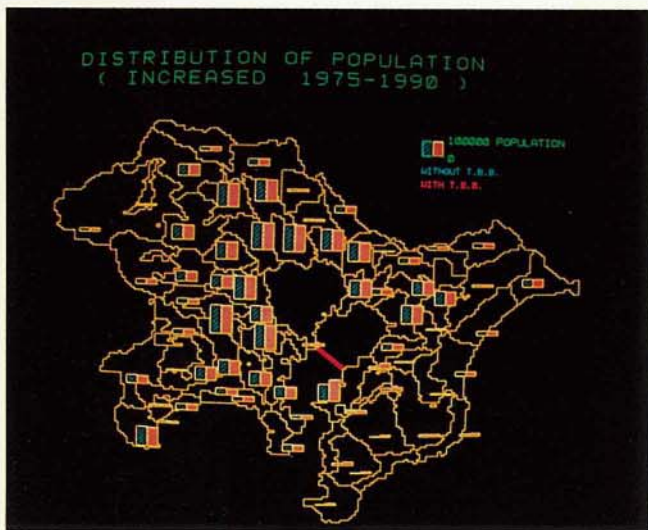 DISTRIBUTION OF POPULATION
( INCREASED 1975-1990 )
100000 POPULATION
0
WITHOUT T.B.B.
WITH T.B.B.